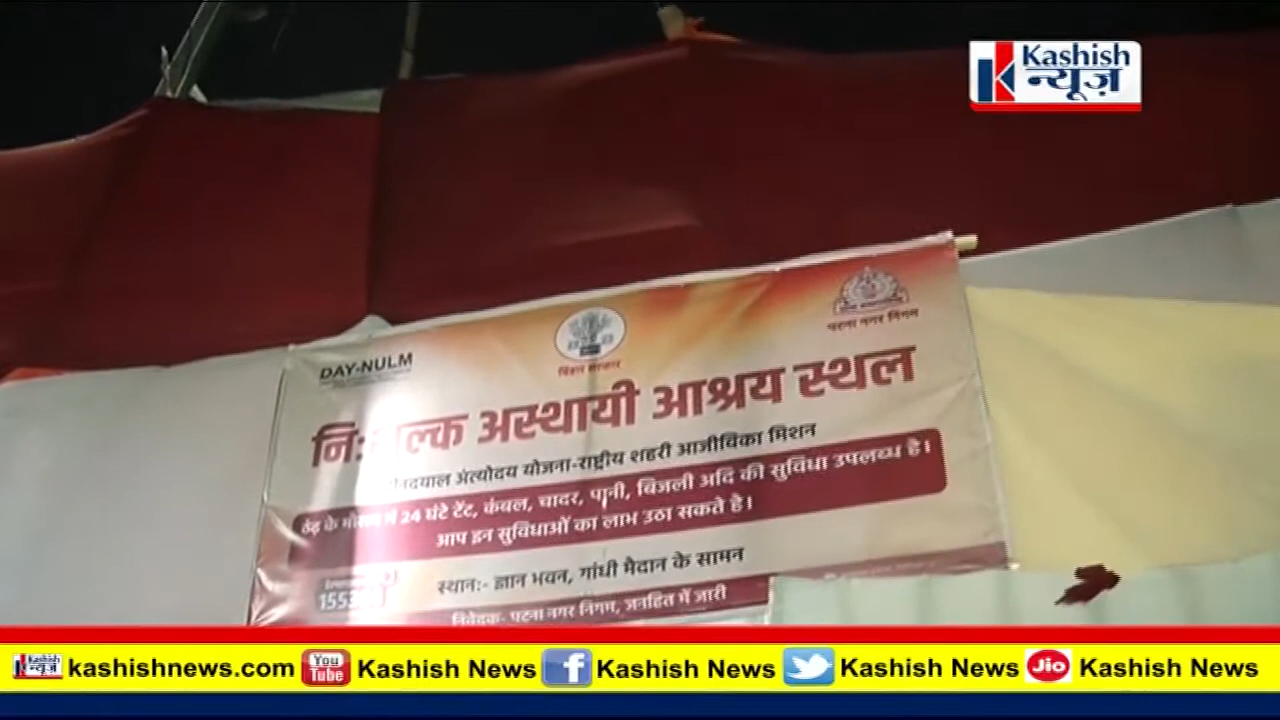 Kashish
न्यूज़
DAY-NULM
बिहार सरकार
पटना नगर निगम
अस्थायी आश्रय स्थल
अंत्योदय योजना-राष्ट्रीय शहरी आजीविका मिशन
ठंढ़ के 24 घंटे टेंट, कंबल, चादर, पानी, बिजली अदि की सुविधा उपलब्ध है।
आप इन सुविधाओं का लाभ उठा सकते है।
स्थान:- ज्ञान भवन, गांधी मैदान के सामन
निवेदक- पटना नगर निगम, जनहित में जारी
kashishnews.com You Tube Kashish News f Kashish News Kashish News Jio Kashish News